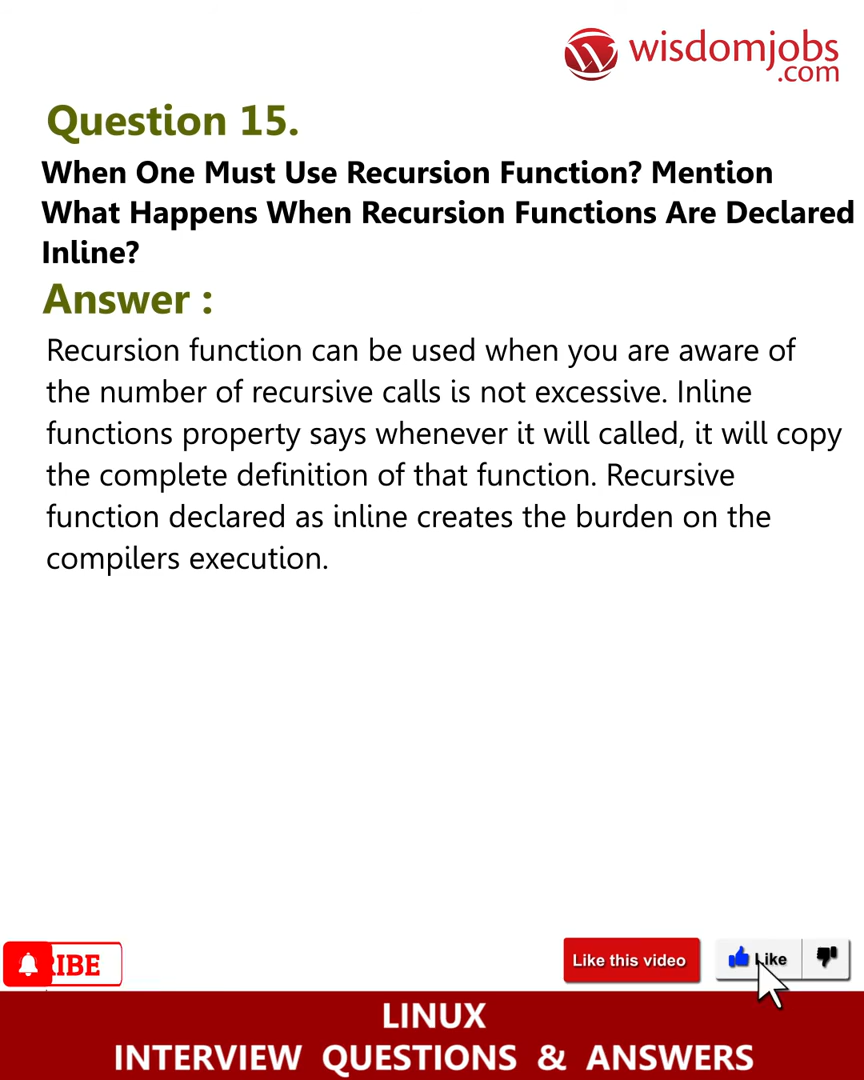 wisdomjobs
.com
Question 15.
When One Must Use Recursion Function? Mention
What Happens When Recursion Functions Are Declared
Inline?
Answer :
Recursion function can be used when you are aware of
the number of recursive calls is not excessive. Inline
functions property says whenever it will called, it will copy
the complete definition of that function. Recursive
function declared as inline creates the burden on the
compilers execution.
RIBE
Like this video
Like
LINUX
INTERVIEW QUESTIONS & ANSWERS